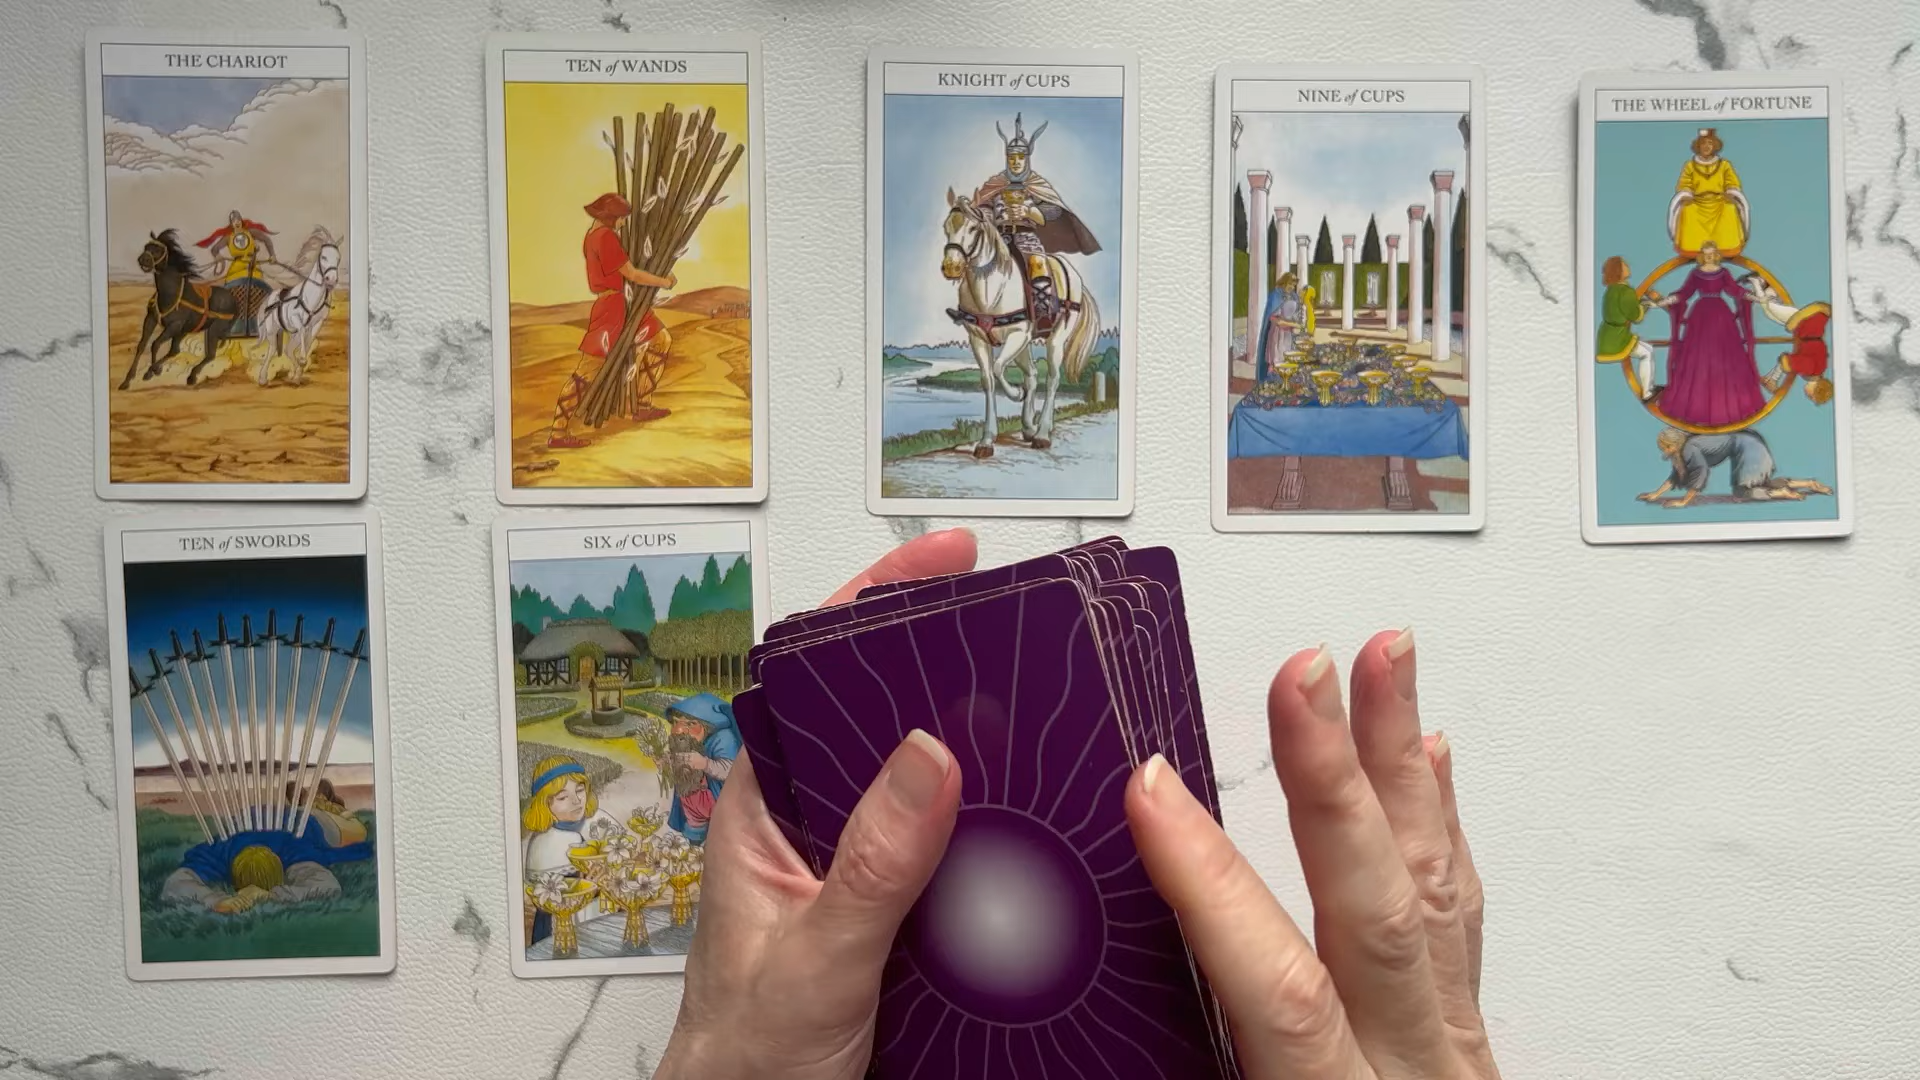 THE CHARIOT
TEN of WANDS
KNIGHT of CUPS
NINE of CUPS
THE WHEEL of FORTUNE
TEN of SWORDS
SIX of CUPS